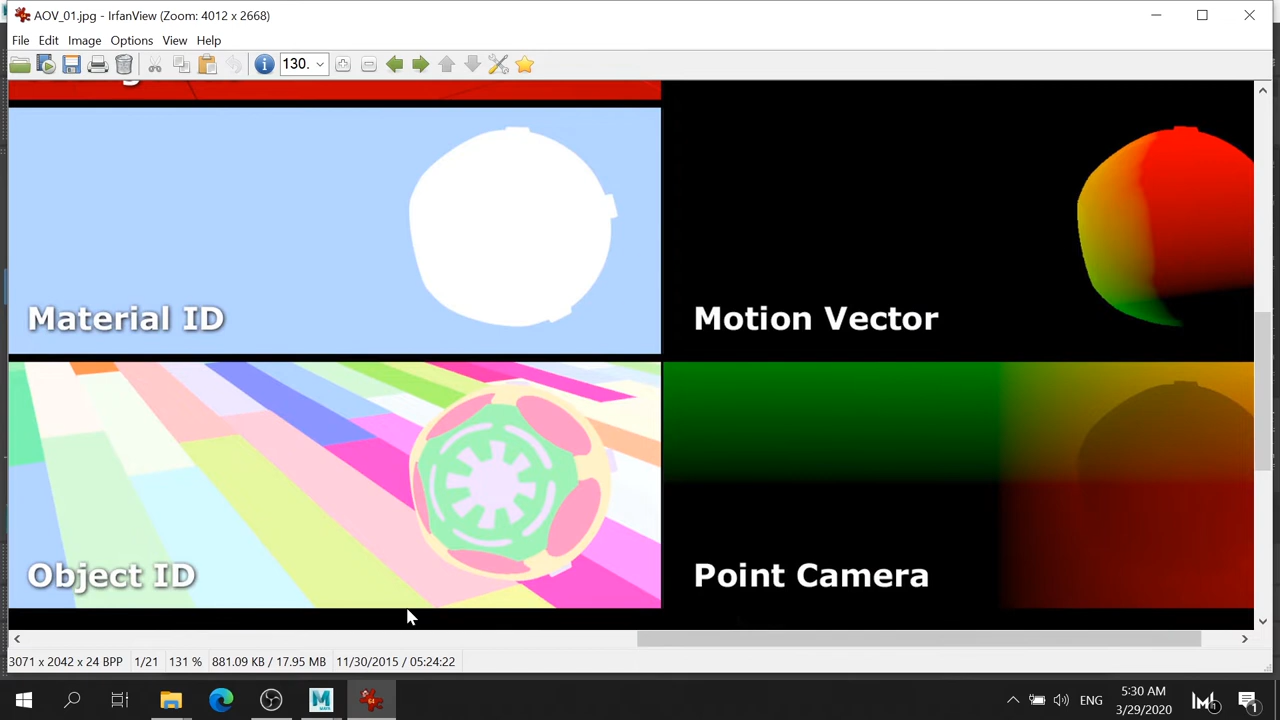 AOV_01.jpg - IrfanView (Zoom: 4012 x 2668)
File Edit Image Options View Help
130.
Material ID
Motion Vector
Object ID
Point Camera
3071 x 2042 x 24 BPP 1/21 131 % 881.09 KB / 17.95 MB 11/30/2015 / 05:24:22
ENG
5:30 AM
3/29/2020